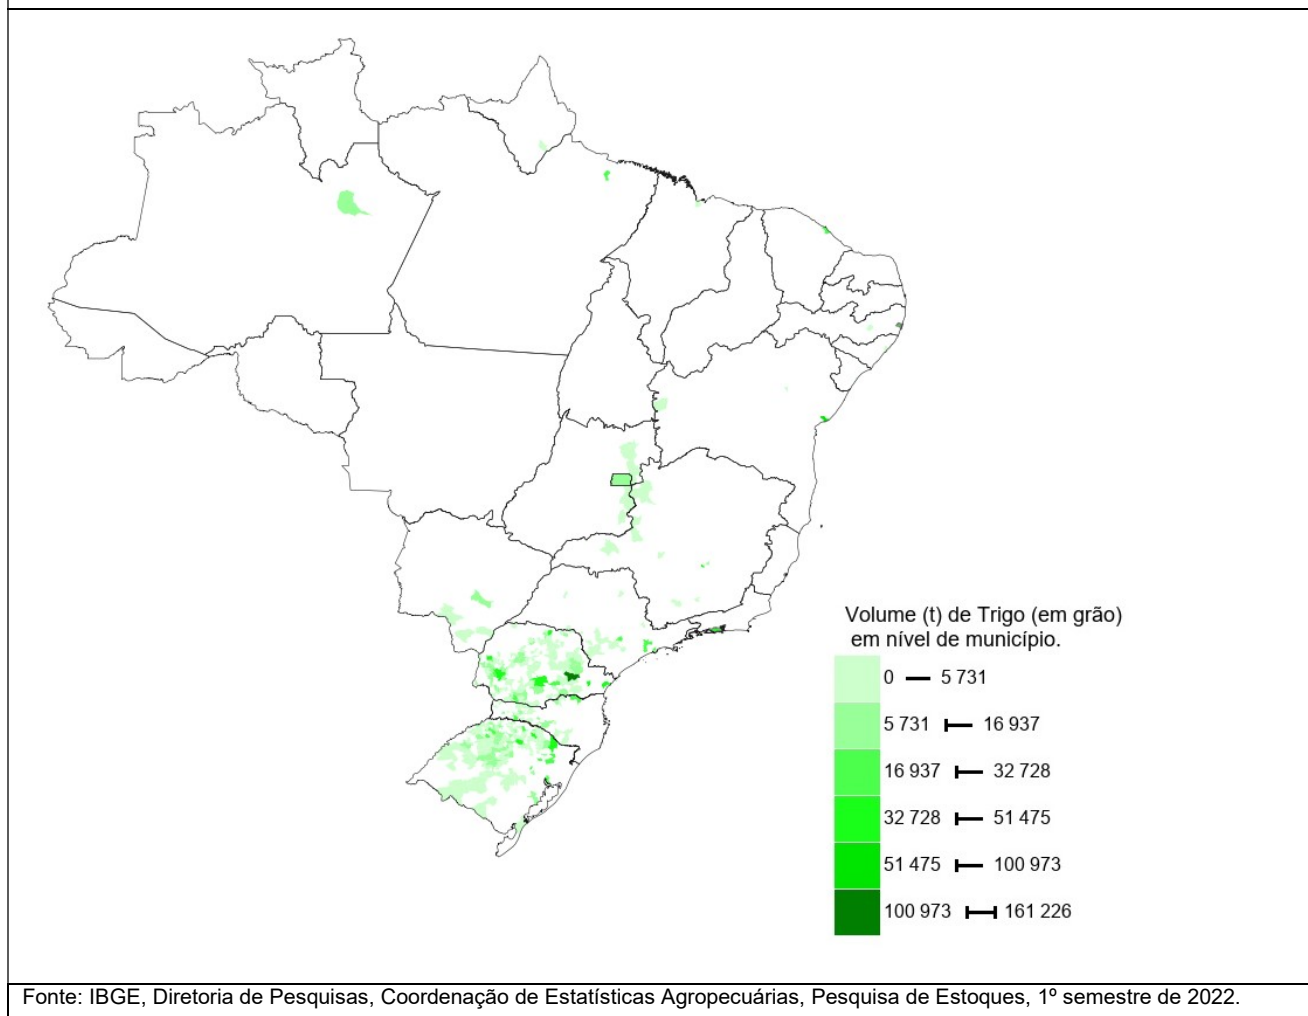 Volume (t) de Trigo (em grão)
em nível de município.
0 5 731
5 731 16 937
16 937 32 728
32 728 51 475
51 475 100 973
100 973 161 226
Fonte: IBGE, Diretoria de Pesquisas, Coordenação de Estatísticas Agropecuárias, Pesquisa de Estoques, 1º semestre de 2022.